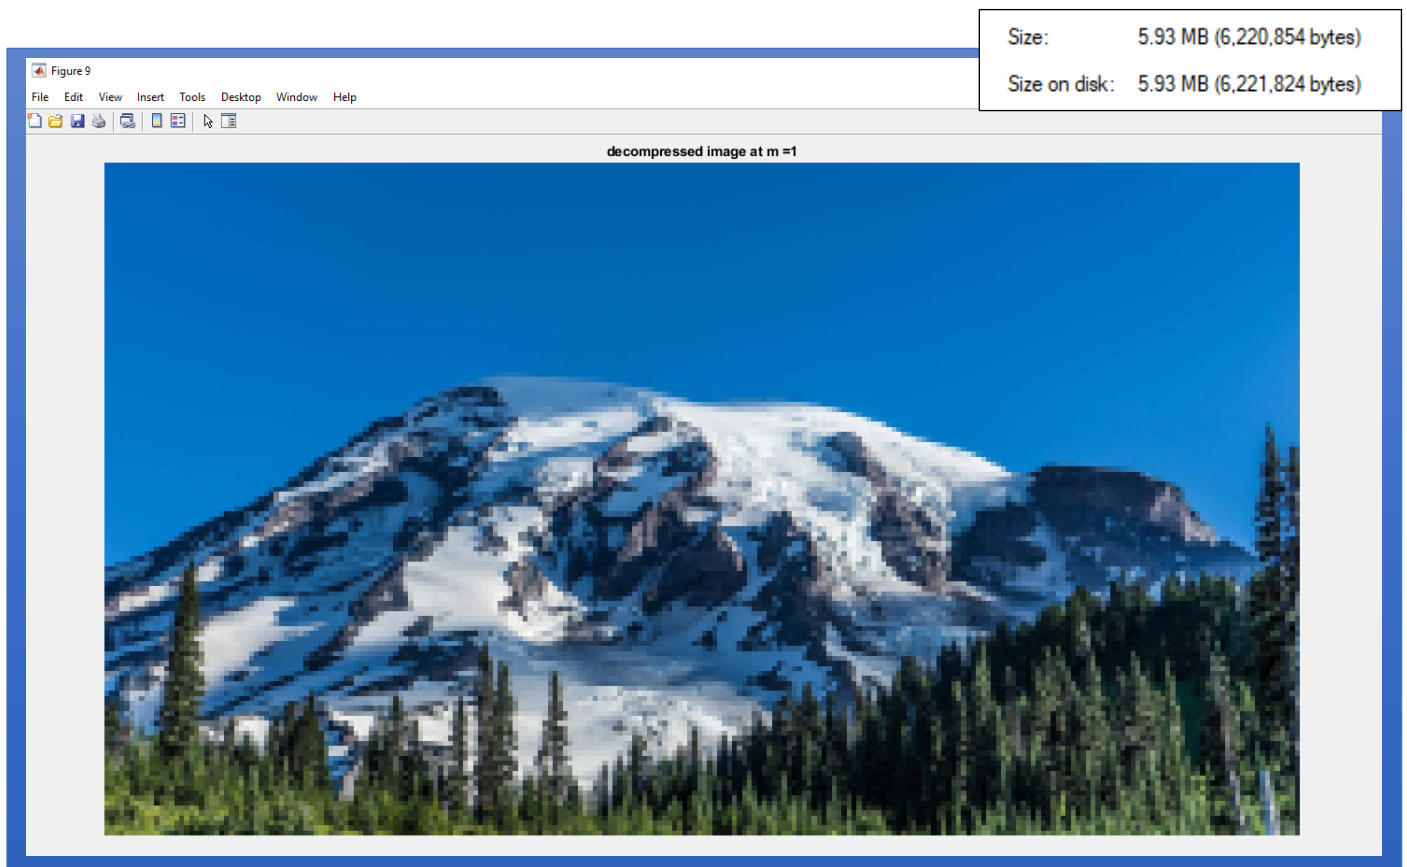 Size: 5.93 MB (6,220,854 bytes)
Size on disk: 5.93 MB (6,221,824 bytes)
Figure 9
File Edit View Insert Tools Desktop Window Help
decompressed image at m =1